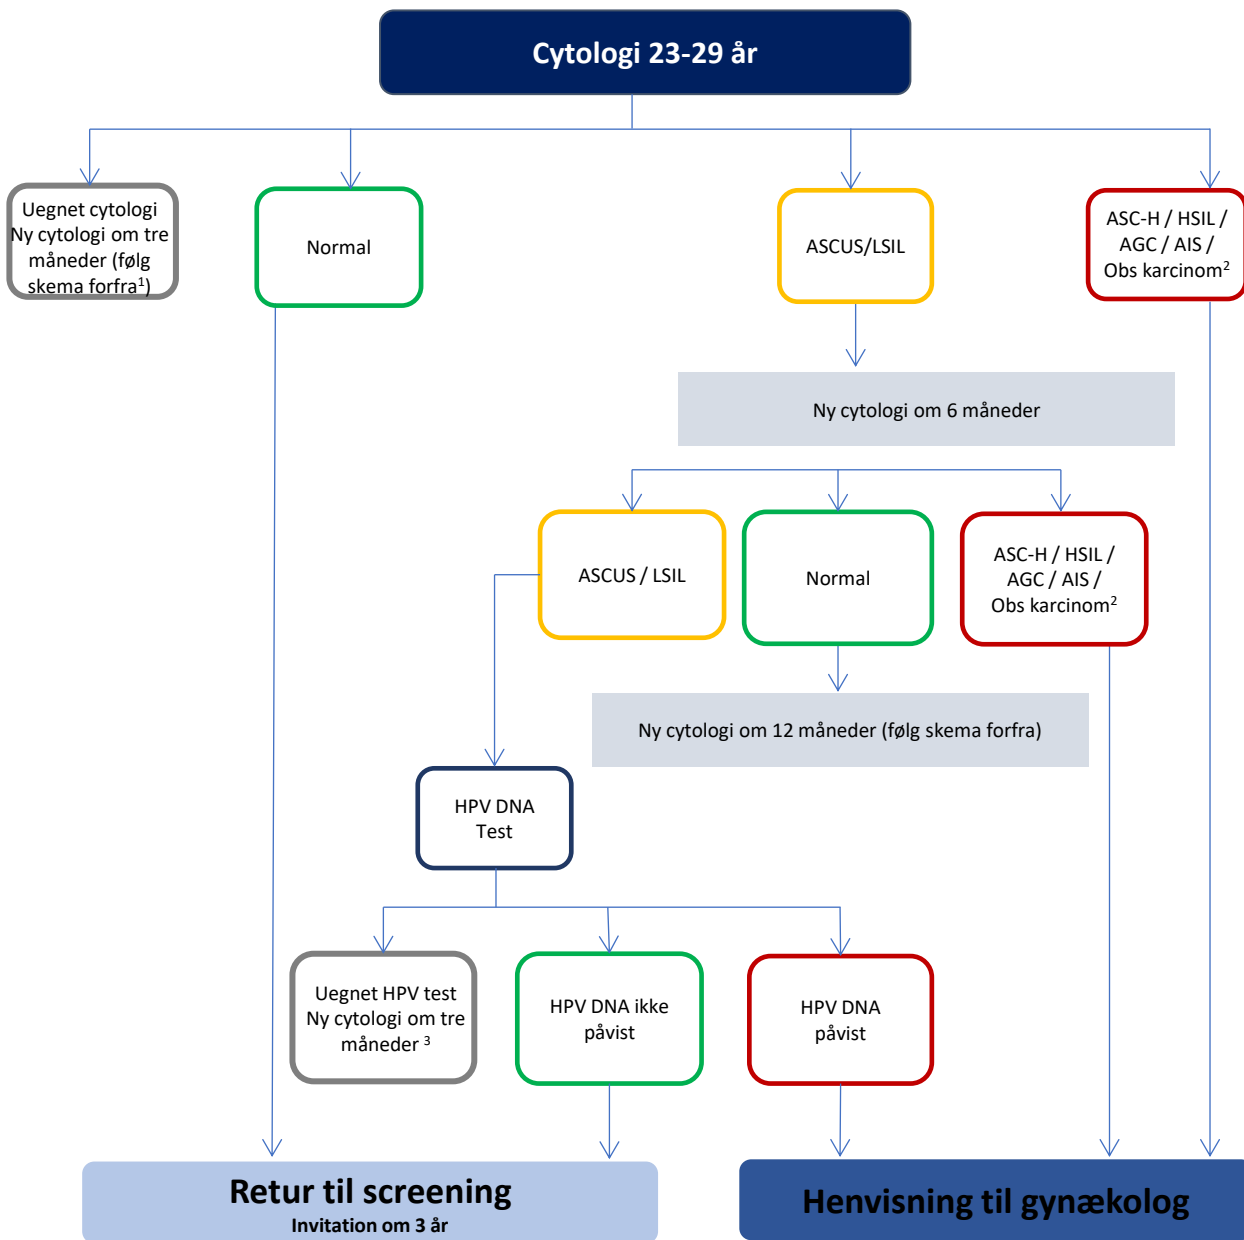 Cytologi 23-29 år
Uegnet cytologi
Ny cytologi om tre
måneder (følg
skema forfra¹)
Normal
ASCUS/LSIL
ASC-H / HSIL /
AGC / AIS /
Obs karcinom²
Ny cytologi om 6 måneder
ASCUS / LSIL
Normal
ASC-H / HSIL /
AGC / AIS /
Obs karcinom²
Ny cytologi om 12 måneder (følg skema forfra)
HPV DNA
Test
Uegnet HPV test
Ny cytologi om tre
måneder ³
HPV DNA ikke
påvist
HPV DNA
påvist
Retur til screening
Invitation om 3 år
Henvisning til gynækolog